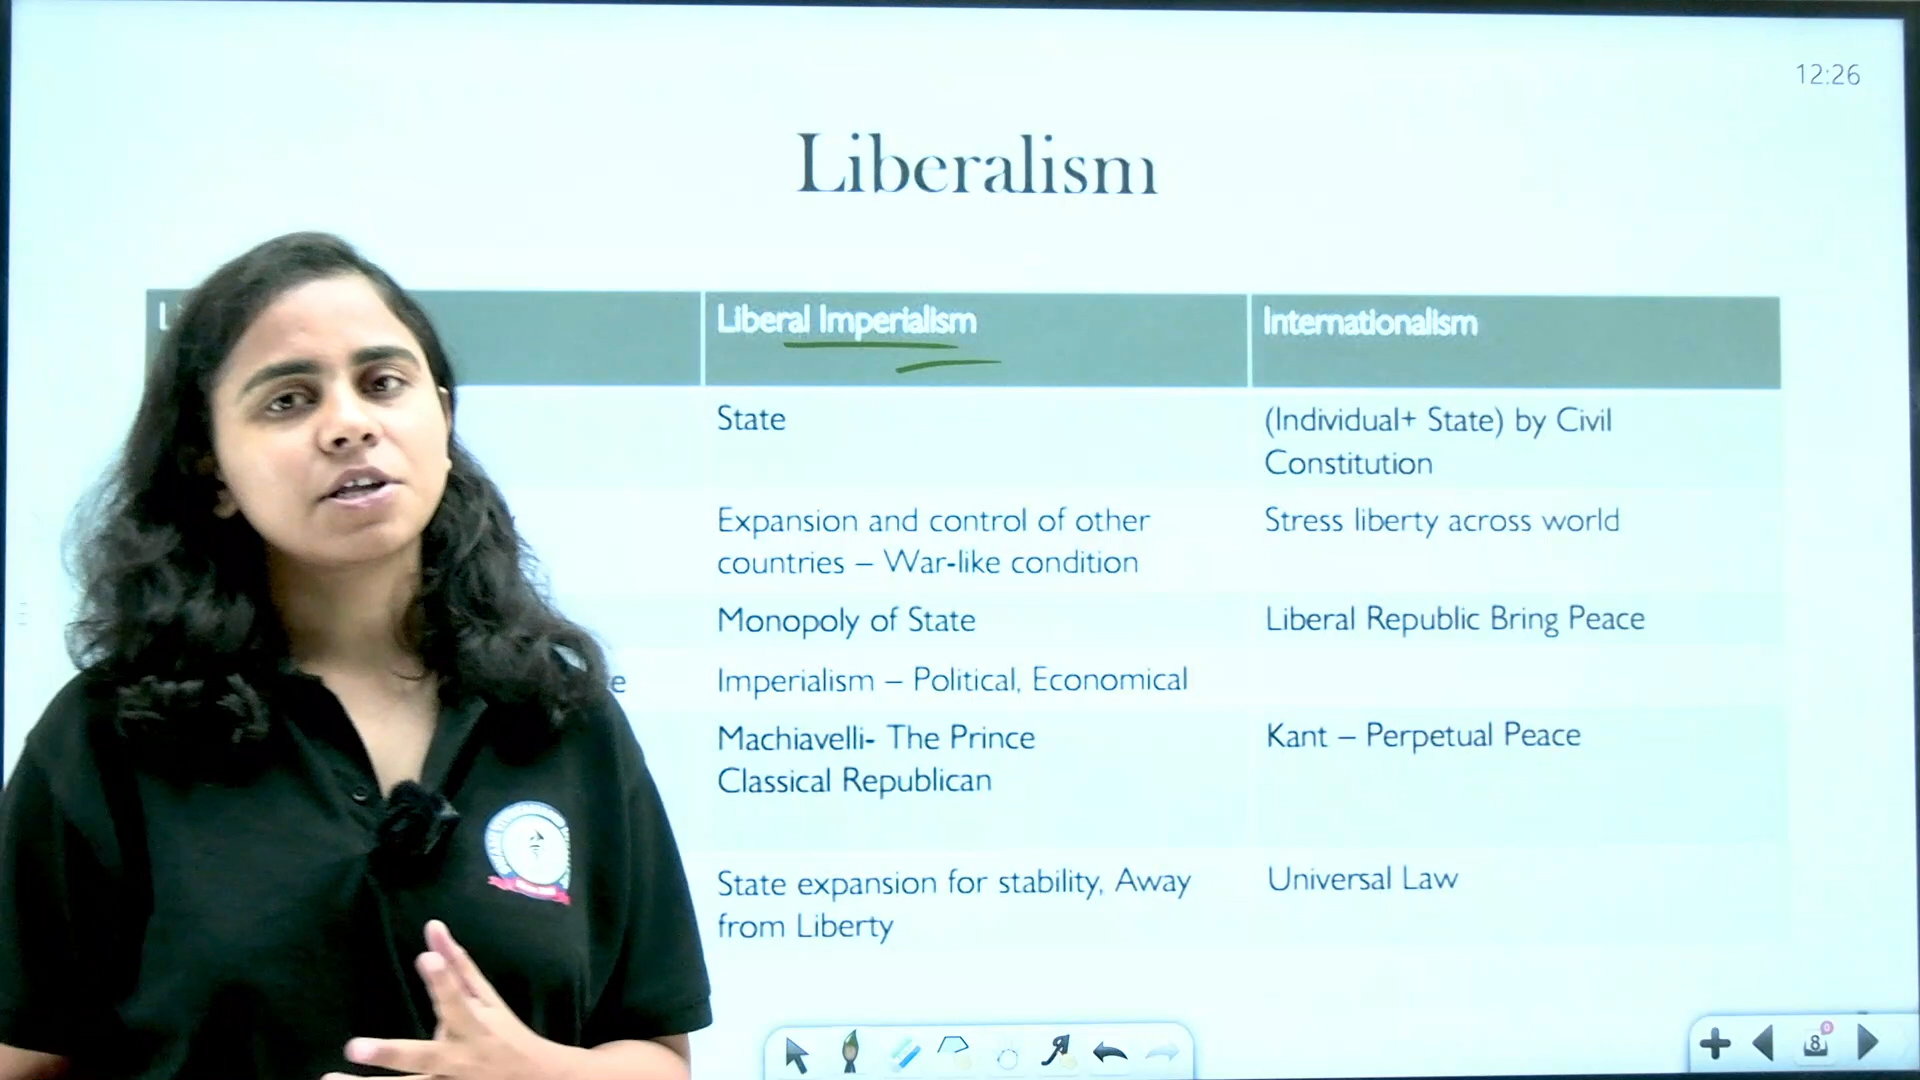 12:26
Liberalism
Liberal Imperialism
Internationalism
State
(Individual+ State) by Civil
Constitution
Expansion and control of other
countries – War-like condition
Stress liberty across world
Monopoly of State
Liberal Republic Bring Peace
Imperialism – Political, Economical
Machiavelli- The Prince
Classical Republican
Kant – Perpetual Peace
State expansion for stability, Away
from Liberty
Universal Law
8
0